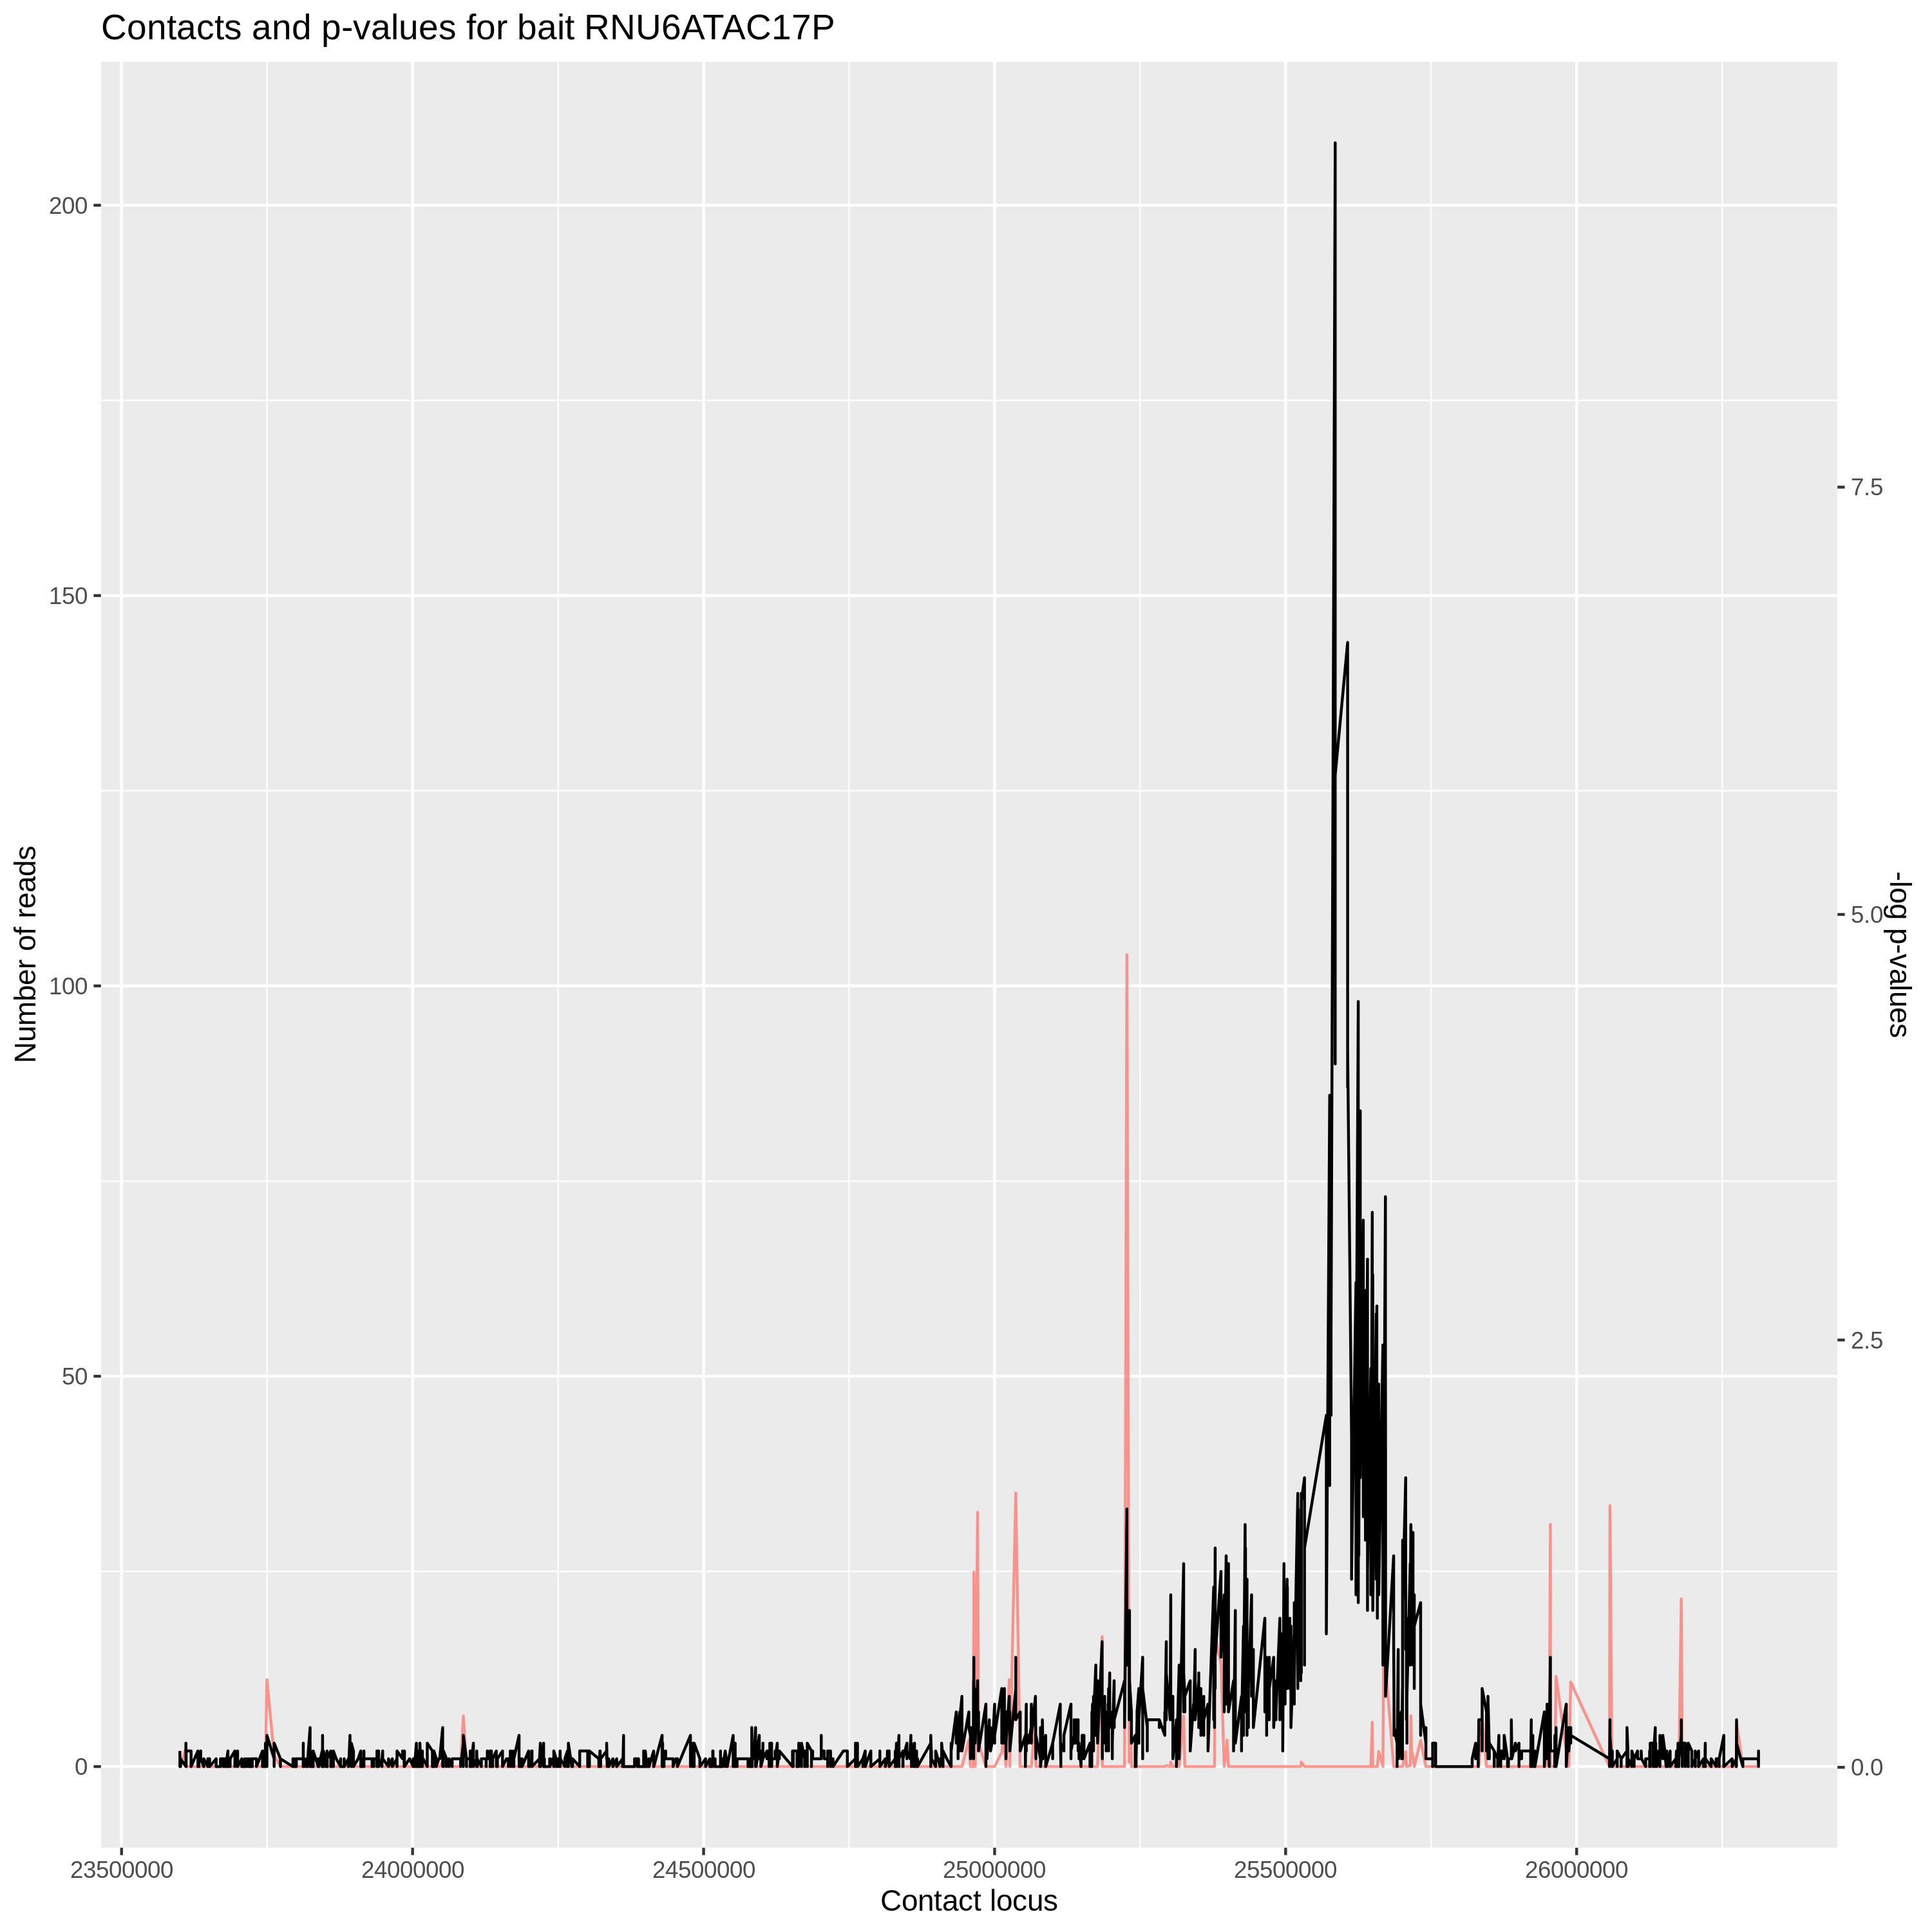 Contacts and p-values for bait RNU6ATAC17P
Number of reads
200
150
100
50
0
7.5
5.0
2.5
0.0
-log p-values
23500000 24000000 24500000 25000000 25500000 26000000
Contact locus